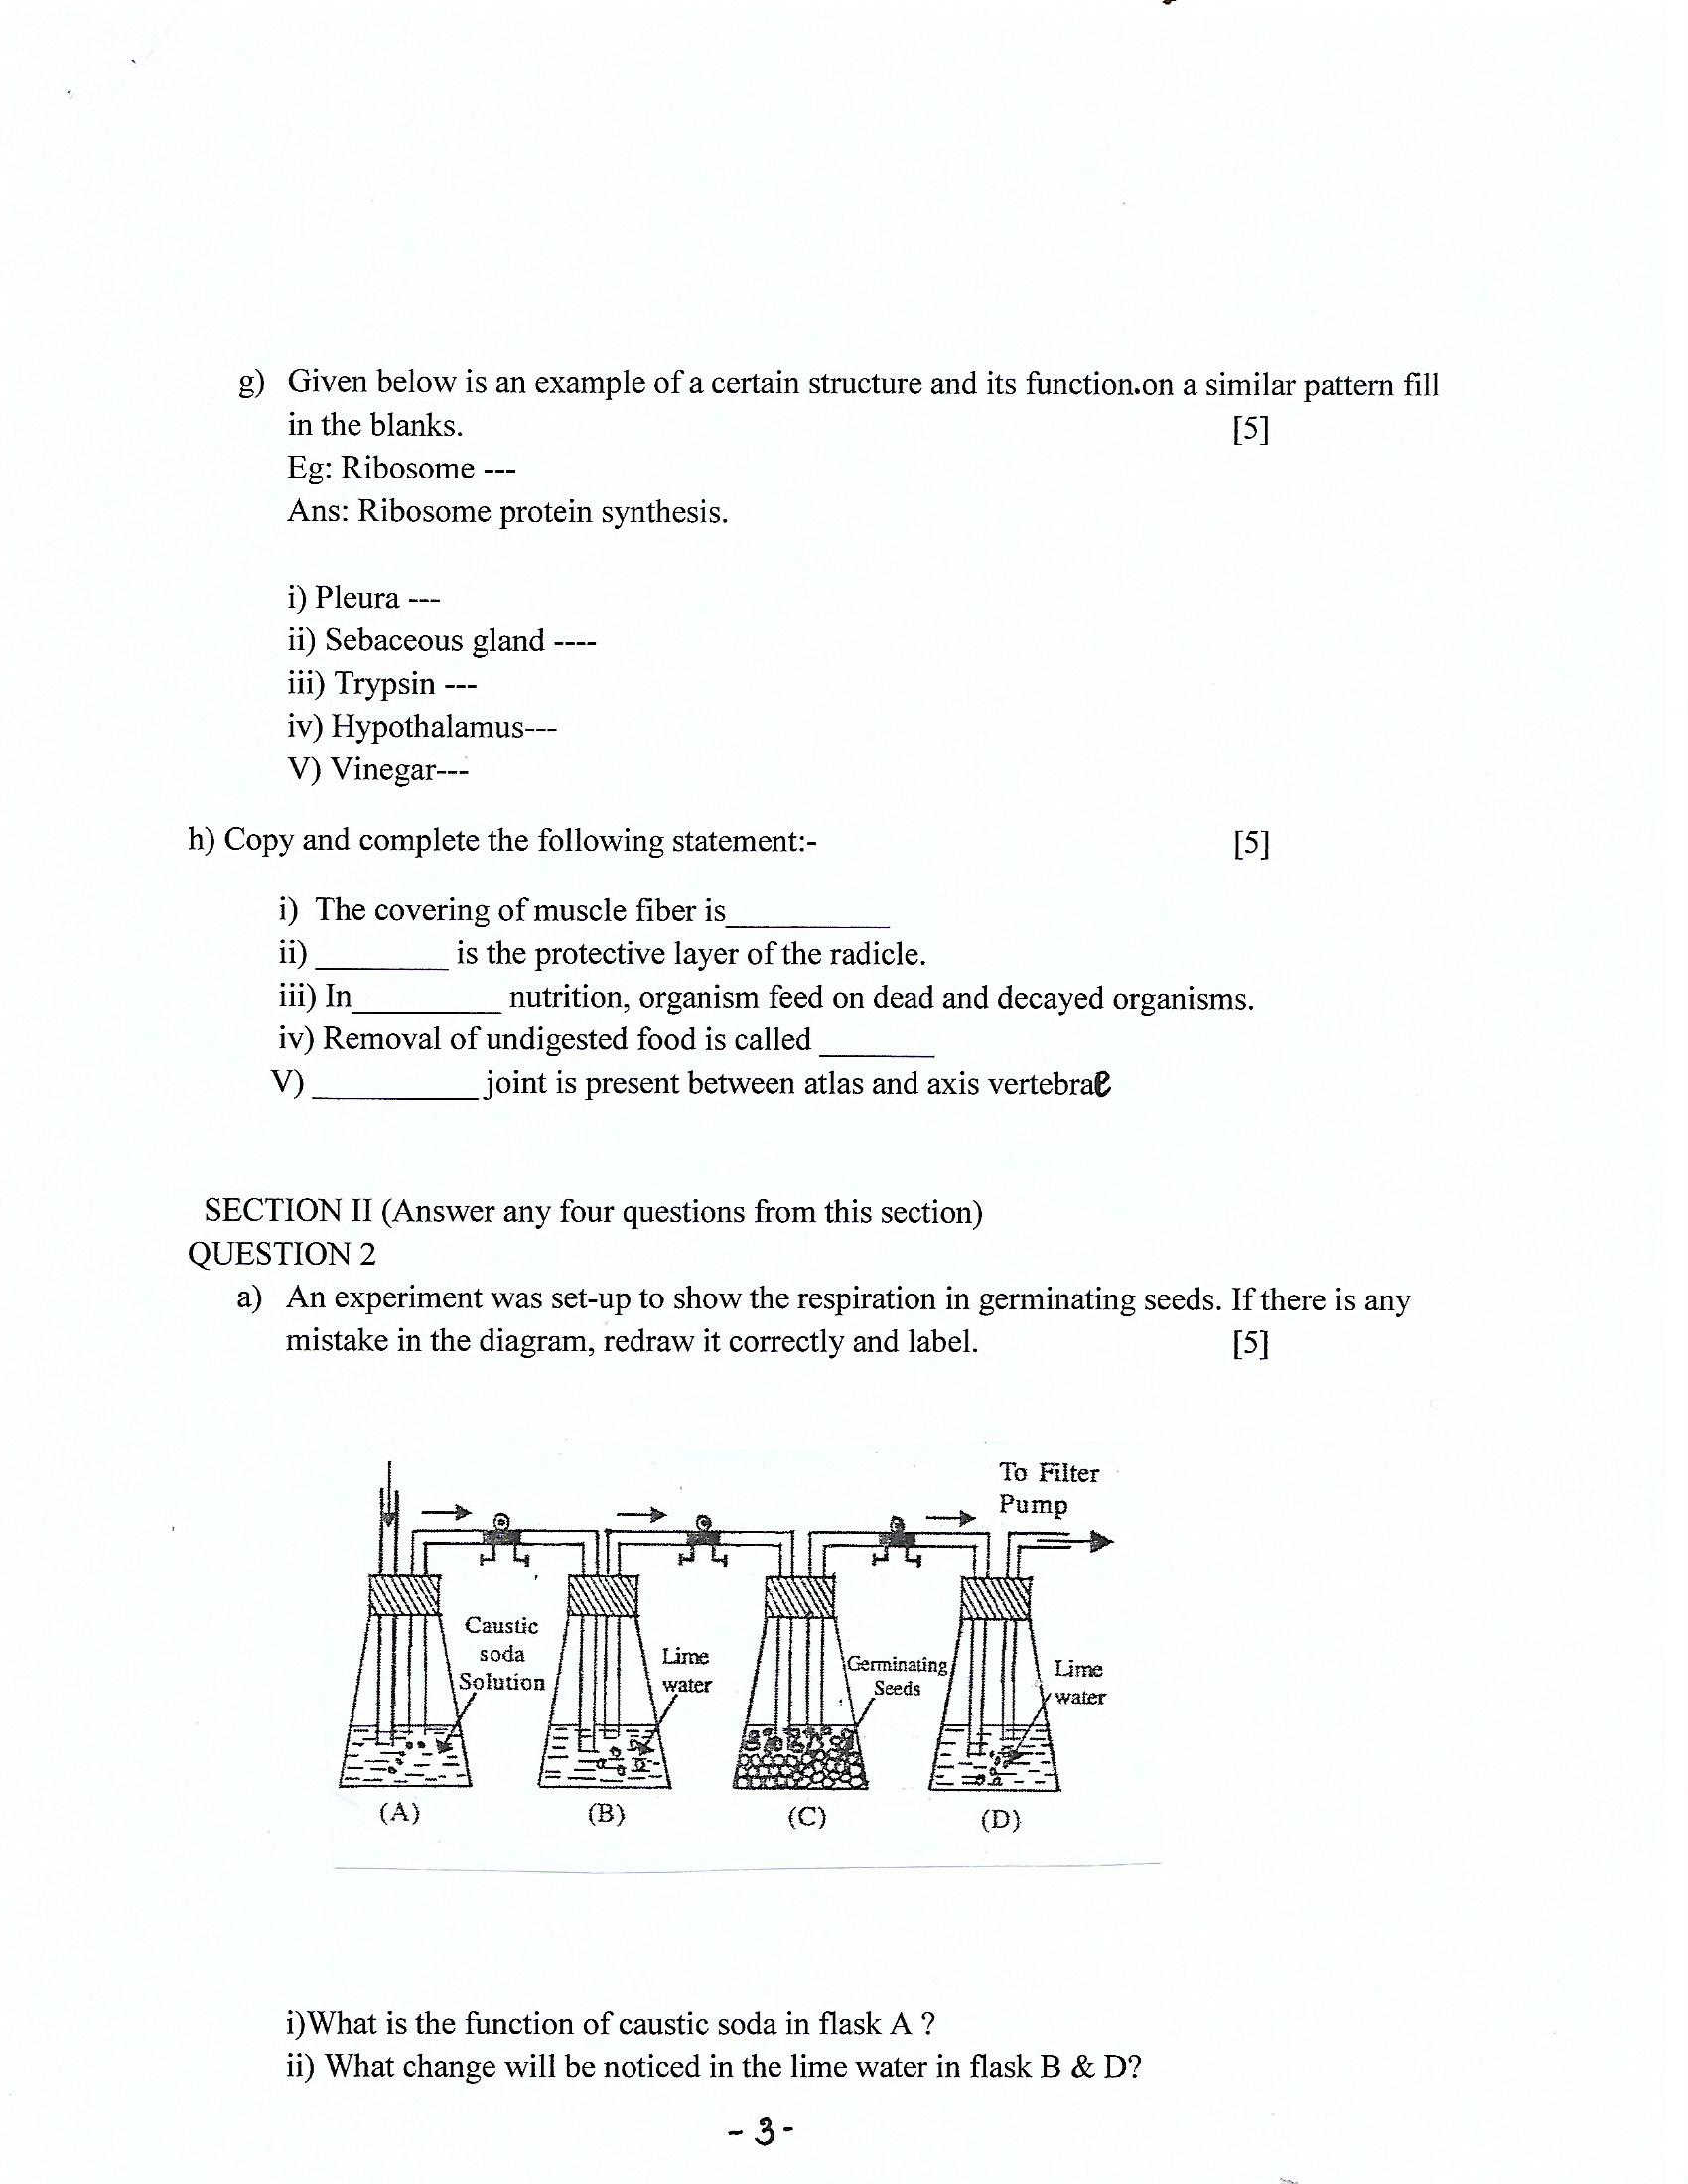 g) Given below is an example of a certain structure and its function.on a similar pattern fill
in the blanks. [5]
Eg: Ribosome ---
Ans: Ribosome protein synthesis.
i) Pleura ---
ii) Sebaceous gland ----
iii) Trypsin ---
iv) Hypothalamus---
V) Vinegar---
h) Copy and complete the following statement:- [5]
i) The covering of muscle fiber is__________
ii) ________ is the protective layer of the radicle.
iii) In_________ nutrition, organism feed on dead and decayed organisms.
iv) Removal of undigested food is called _______
V) __________ joint is present between atlas and axis vertebrae
SECTION II (Answer any four questions from this section)
QUESTION 2
a) An experiment was set-up to show the respiration in germinating seeds. If there is any
mistake in the diagram, redraw it correctly and label. [5]
To Filter
Pump
Caustic
soda
Solution
Lime
water
Germinating
Seeds
Lime
water
(A) (B) (C) (D)
i)What is the function of caustic soda in flask A ?
ii) What change will be noticed in the lime water in flask B & D?
- 3 -